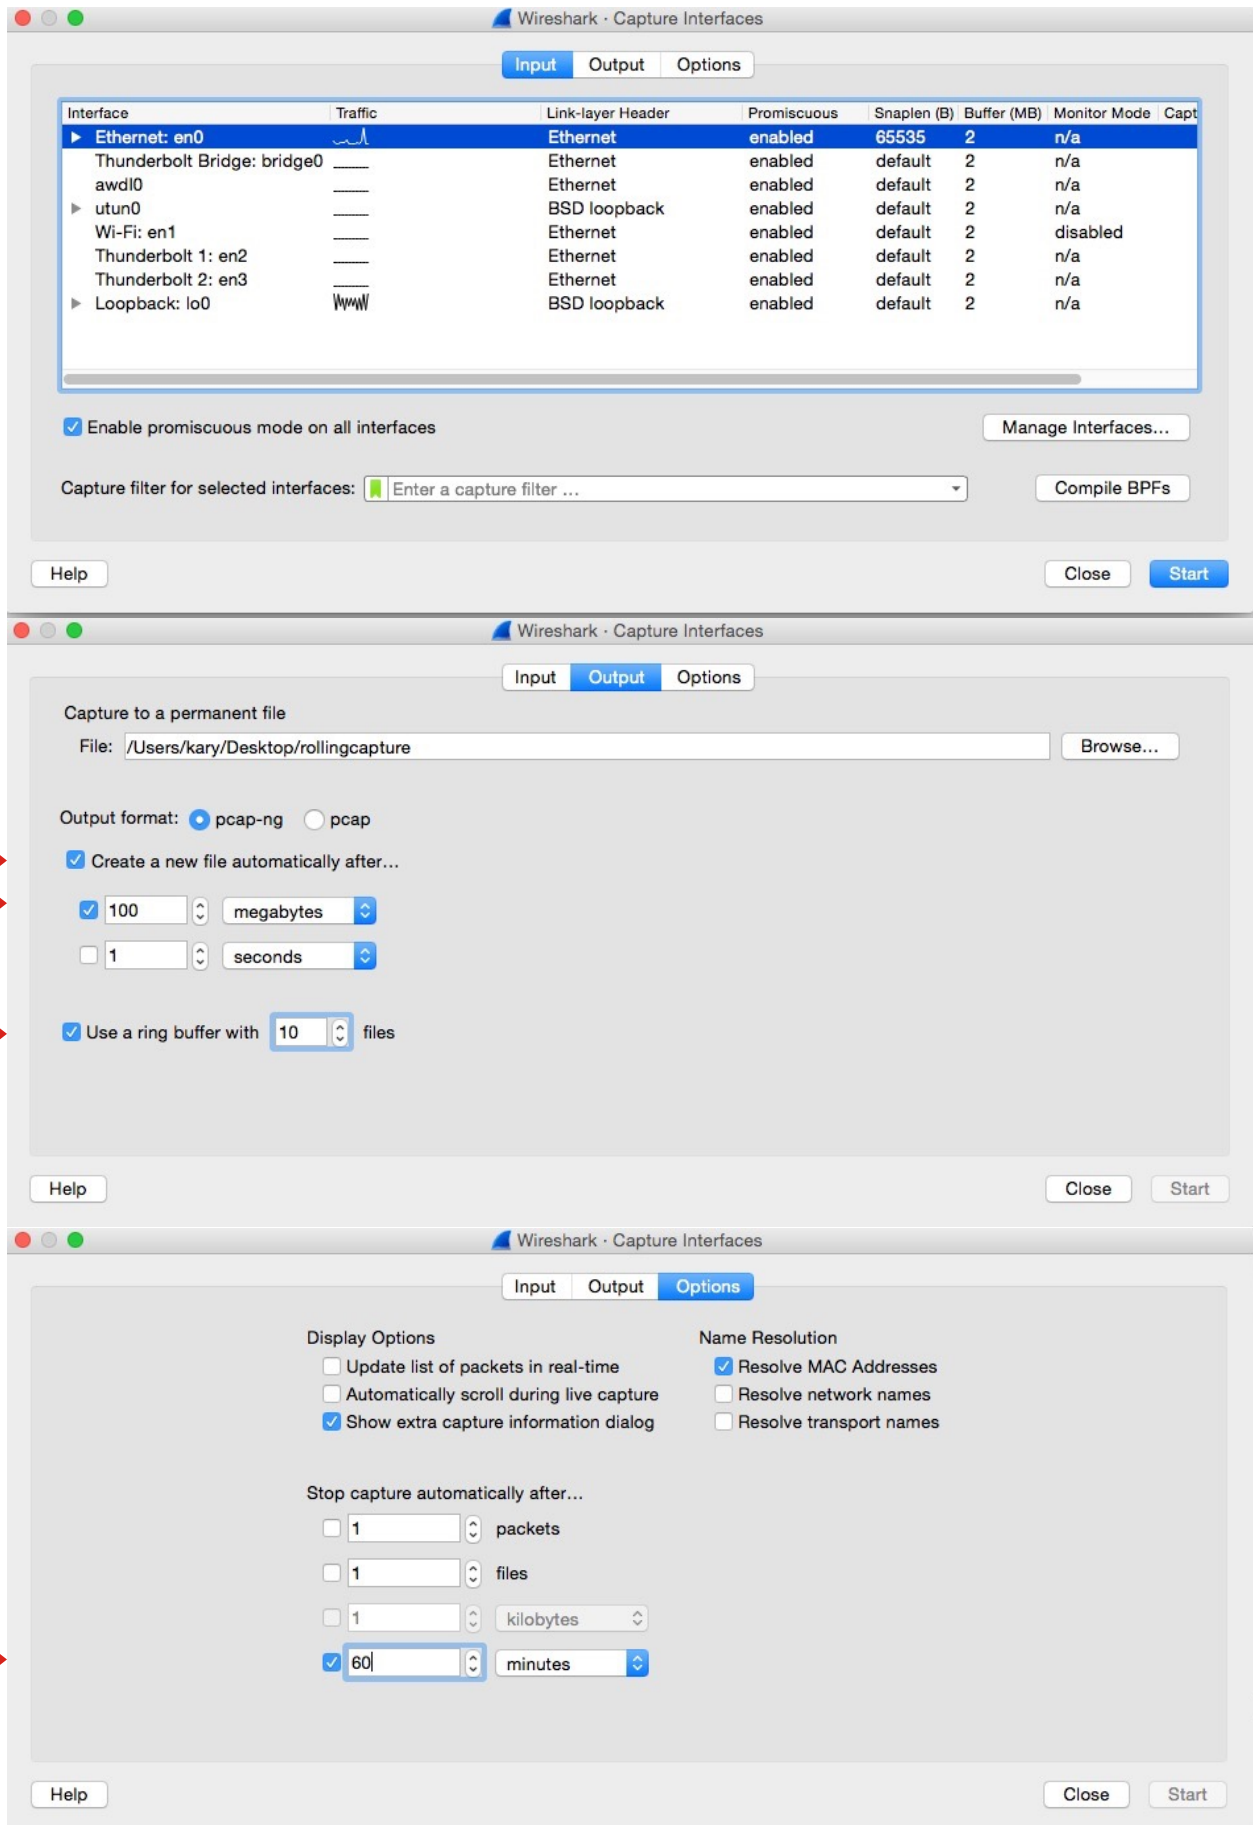 Wireshark · Capture Interfaces
Input Output Options
Interface Traffic Link-layer Header Promiscuous Snaplen (B) Buffer (MB) Monitor Mode Capt
Ethernet: en0 Ethernet enabled 65535 2 n/a
Thunderbolt Bridge: bridge0 Ethernet enabled default 2 n/a
awdl0 Ethernet enabled default 2 n/a
utun0 BSD loopback enabled default 2 n/a
Wi-Fi: en1 Ethernet enabled default 2 disabled
Thunderbolt 1: en2 Ethernet enabled default 2 n/a
Thunderbolt 2: en3 Ethernet enabled default 2 n/a
Loopback: lo0 BSD loopback enabled default 2 n/a
Enable promiscuous mode on all interfaces Manage Interfaces...
Capture filter for selected interfaces: Enter a capture filter ... Compile BPFs
Help Close Start
Wireshark · Capture Interfaces
Input Output Options
Capture to a permanent file
File: /Users/kary/Desktop/rollingcapture Browse...
Output format: pcap-ng pcap
Create a new file automatically after...
100 megabytes
1 seconds
Use a ring buffer with 10 files
Help Close Start
Wireshark · Capture Interfaces
Input Output Options
Display Options Name Resolution
Update list of packets in real-time Resolve MAC Addresses
Automatically scroll during live capture Resolve network names
Show extra capture information dialog Resolve transport names
Stop capture automatically after...
1 packets
1 files
1 kilobytes
60 minutes
Help Close Start